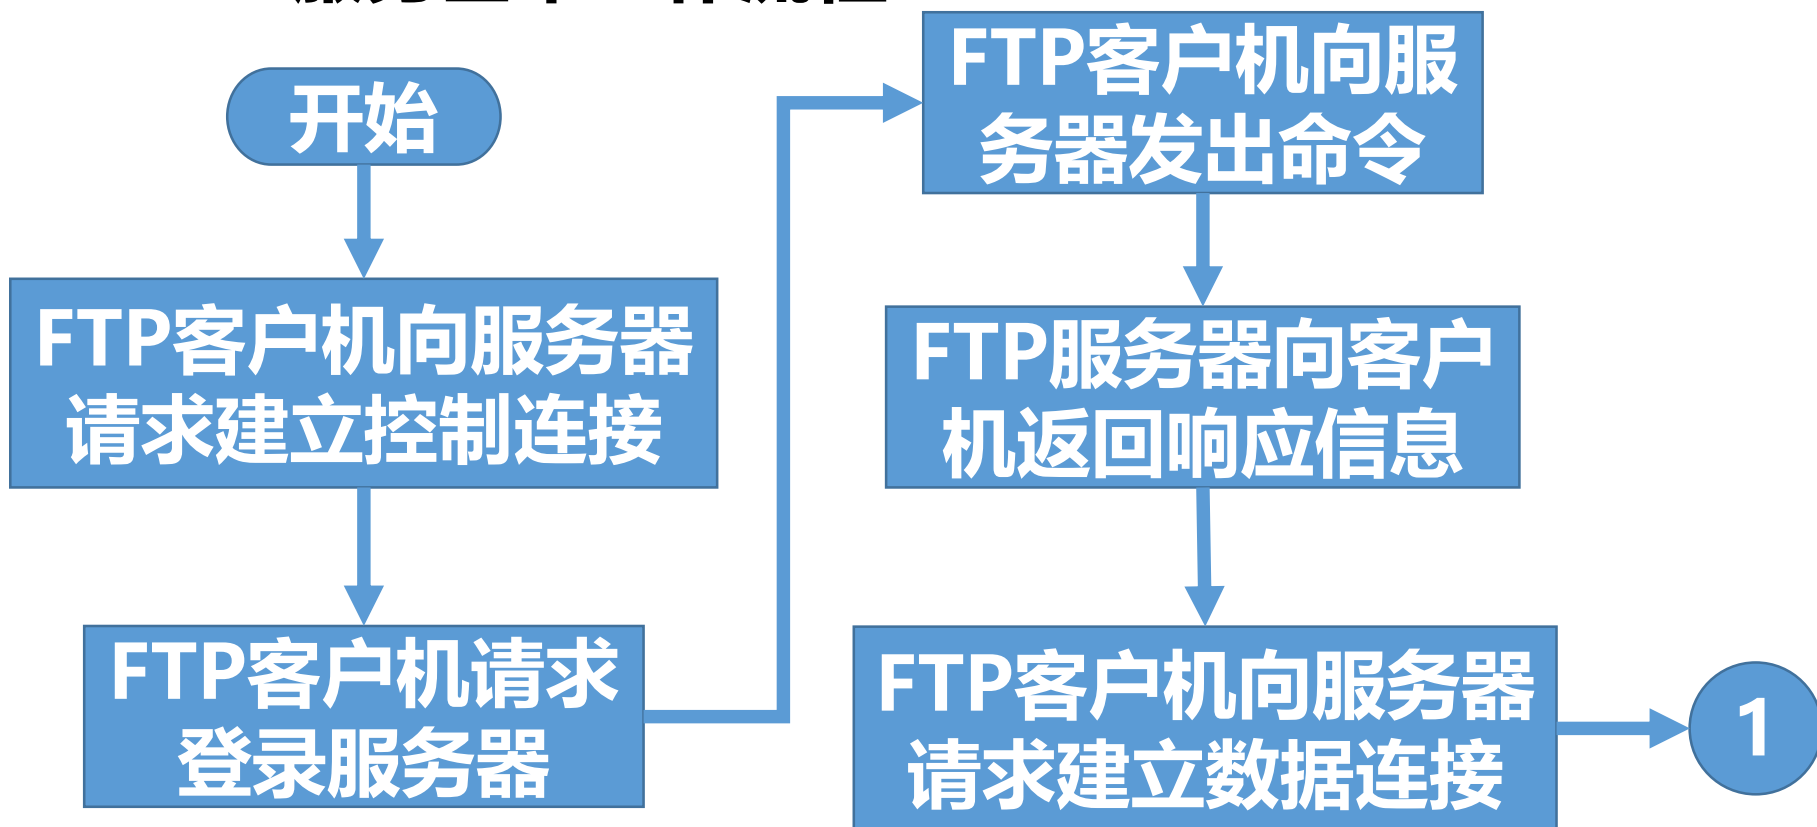 开始
FTP客户机向服务器
请求建立控制连接
FTP客户机请求
登录服务器
FTP客户机向服
务器发出命令
FTP服务器向客户
机返回响应信息
FTP客户机向服务器
请求建立数据连接
1